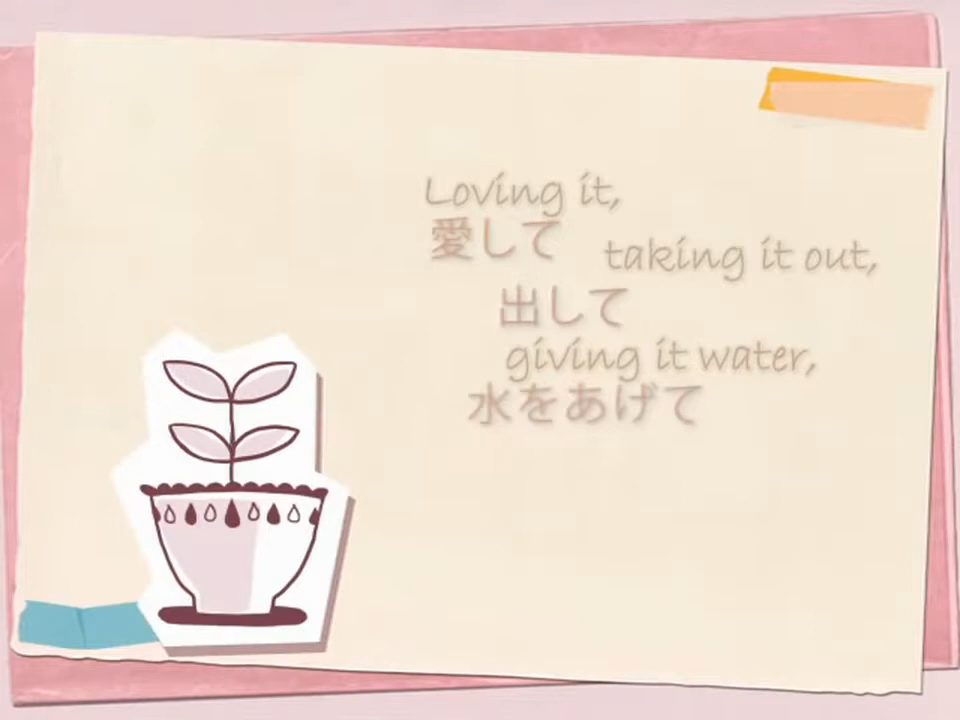 Loving it,
愛して
taking it out,
出して
giving it water,
水をあげて